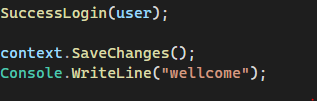 SuccessLogin(user);
context.SaveChanges();
Console.WriteLine("wellcome");